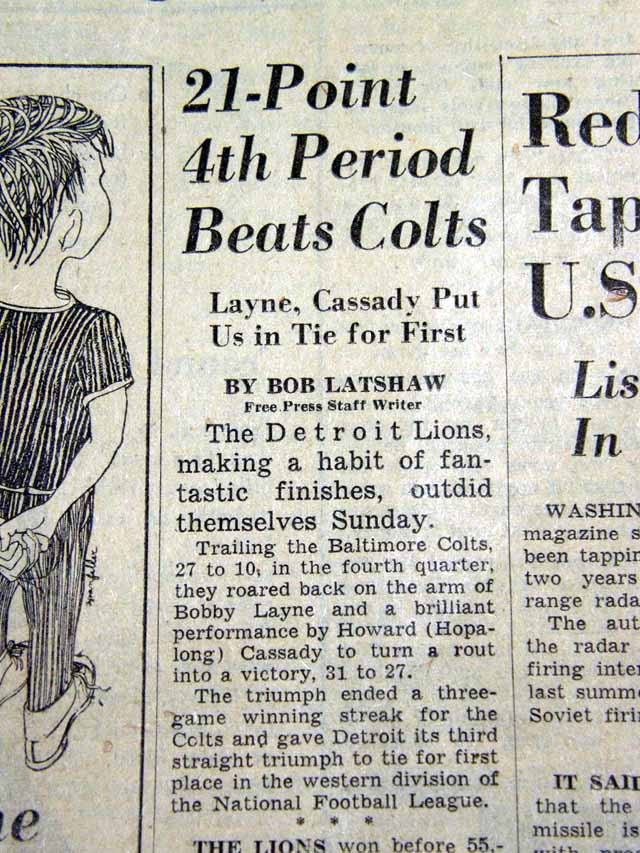 21-Point
4th Period
Beats Colts
Layne, Cassady Put
Us in Tie for First
BY BOB LATSHAW
Free Press Staff Writer
The Detroit Lions,
making a habit of fan-
tastic finishes, outdid
themselves Sunday.
Trailing the Baltimore Colts,
27 to 10, in the fourth quarter,
they roared back on the arm of
Bobby Layne and a brilliant
performance by Howard (Hopa-
long) Cassady to turn a rout
into a victory, 31 to 27.
The triumph ended a three-
game winning streak for the
Colts and gave Detroit its third
straight triumph to tie for first
place in the western division of
the National Football League.
* * *
THE LIONS won before 55,-
Red
Tap
U.S
Lis
In
WASHIN
magazine s
been tappin
two years
range rada
The aut
the radar
firing inter
last summe
Soviet firin
IT SAID
that the
missile is